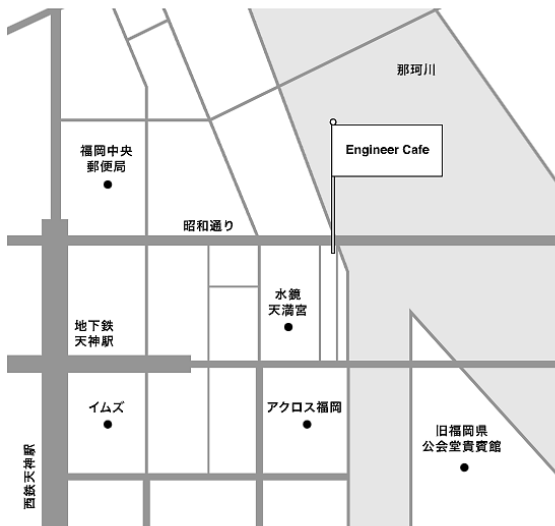 那珂川
Engineer Cafe
福岡中央
郵便局
昭和通り
水鏡
天満宮
地下鉄
天神駅
イムズ
アクロス福岡
旧福岡県
公会堂貴賓館
西鉄天神駅